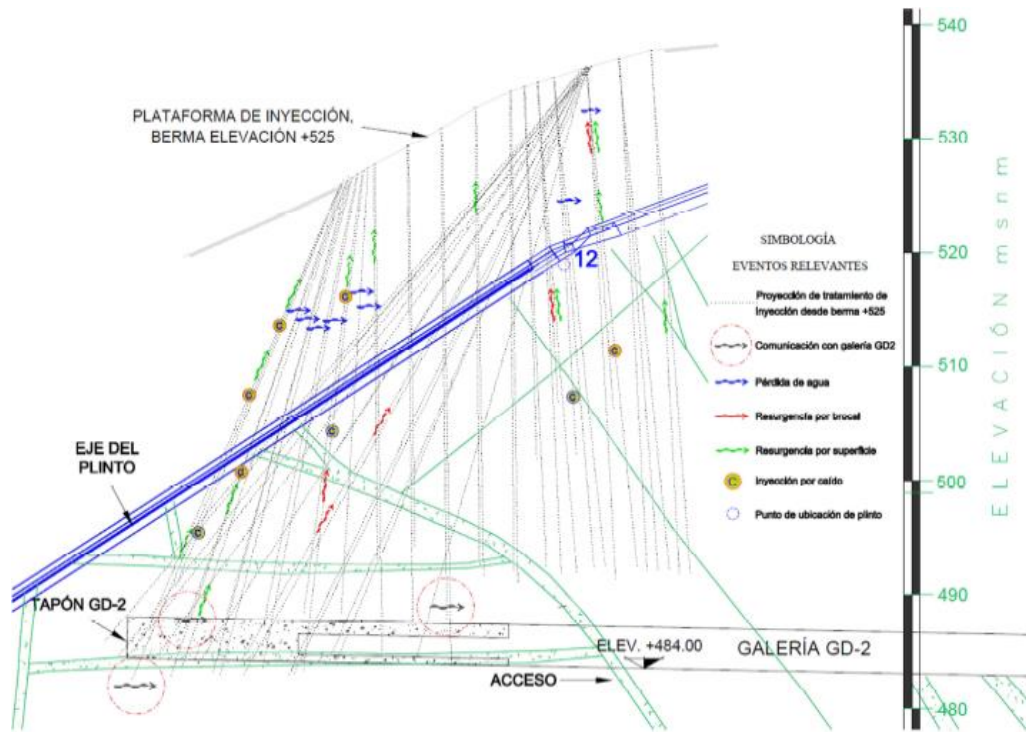 540
PLATAFORMA DE INYECCIÓN,
BERMA ELEVACIÓN +525
530
520
12
SIMBOLOGÍA
EVENTOS RELEVANTES
Proyección de tratamiento de
Inyección desde berma +525
Comunicación con galería GD2
Pérdida de agua
Resurgencia por brocal
Resurgencia por superficie
C Inyección por caído
Punto de ubicación de plinto
510
C
C
C
C
C
C
C
C
EJE DEL
PLINTO
500
490
TAPÓN GD-2
ELEV. +484.00
GALERÍA GD-2
ACCESO
480
ELEVACIÓN msnm